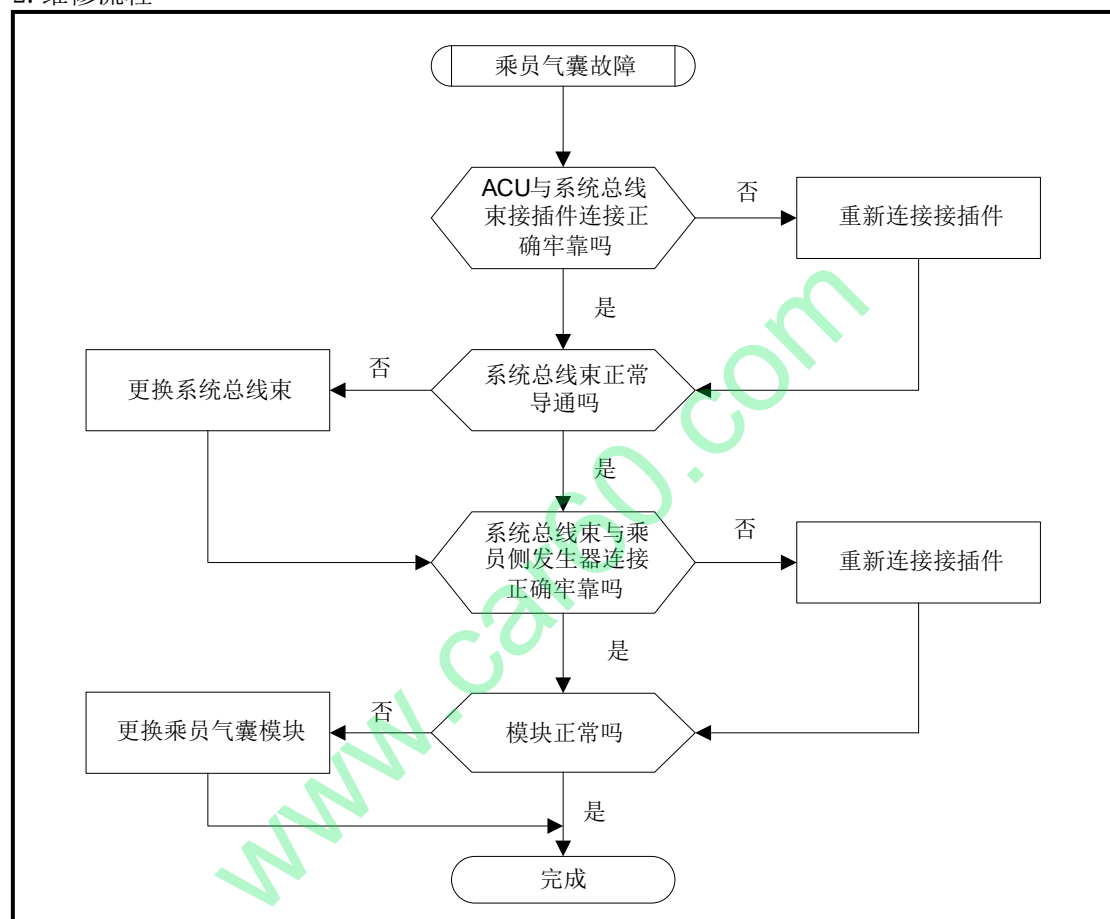 2. 维修流程
乘员气囊故障
ACU与系统总线
束接插件连接正
确牢靠吗
否
重新连接接插件
是
更换系统总线束
否
系统总线束正常
导通吗
是
系统总线束与乘
员侧发生器连接
正确牢靠吗
否
重新连接接插件
是
更换乘员气囊模块
否
模块正常吗
是
完成
www.car60.com